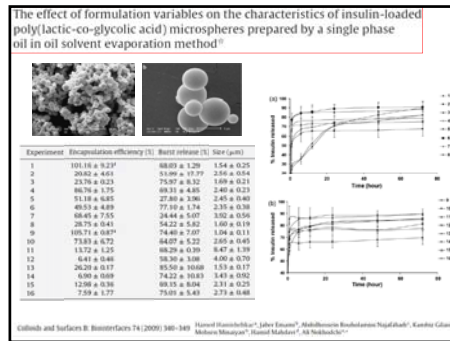 The effect of formulation variables on the characteristics of insulin-loaded
poly(lactic-co-glycolic acid) microspheres prepared by a single phase
oil in oil solvent evaporation method
Experiment Encapsulation efficiency (%) Burst release (%) Size (μm)
1 101.16 ± 9.23 68.03 ± 1.29 1.54 ± 0.25
2 20.82 ± 4.61 51.99 ± 17.77 2.56 ± 0.54
3 23.76 ± 0.23 75.97 ± 8.32 1.69 ± 0.21
4 86.76 ± 1.75 69.31 ± 4.85 2.40 ± 0.23
5 51.18 ± 6.85 27.80 ± 3.96 2.45 ± 0.40
6 49.53 ± 4.89 77.10 ± 1.74 2.35 ± 0.38
7 68.45 ± 7.55 24.44 ± 5.07 3.92 ± 0.56
8 28.75 ± 0.41 54.22 ± 5.82 1.60 ± 0.19
9 105.71 ± 0.87 74.40 ± 7.07 1.04 ± 0.11
10 73.83 ± 6.72 64.07 ± 5.22 2.65 ± 0.45
11 13.72 ± 1.25 68.29 ± 0.39 8.47 ± 1.39
12 6.41 ± 0.46 58.30 ± 3.08 4.00 ± 0.70
13 26.20 ± 0.17 85.50 ± 10.68 1.53 ± 0.17
14 6.90 ± 0.69 74.22 ± 10.83 3.43 ± 0.92
15 12.98 ± 0.36 69.15 ± 8.04 2.31 ± 0.25
16 7.59 ± 1.77 75.01 ± 5.43 2.73 ± 0.48
(a)
% Insulin released
Time (hour)
(b)
% Insulin released
Time (hour)
Colloids and Surfaces B: Biointerfaces 74 (2009) 340–349